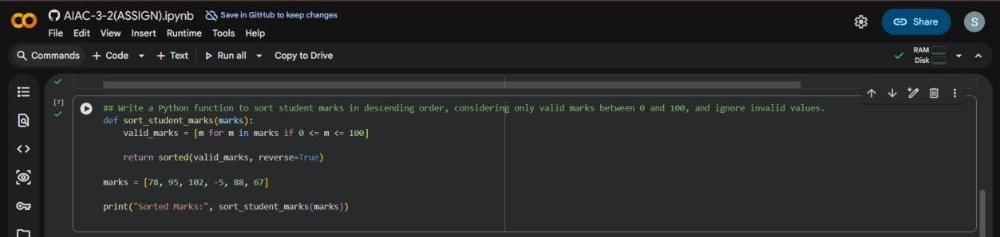 AIAC-3-2(ASSIGN).ipynb Save in GitHub to keep changes
File Edit View Insert Runtime Tools Help
Share
S
Commands + Code + Text Run all Copy to Drive
RAM
Disk
[7]
## Write a Python function to sort student marks in descending order, considering only valid marks between 0 and 100, and ignore invalid values.
def sort_student_marks(marks):
    valid_marks = [m for m in marks if 0 <= m <= 100]
    return sorted(valid_marks, reverse=True)
marks = [78, 95, 102, -5, 88, 67]
print("Sorted Marks:", sort_student_marks(marks))